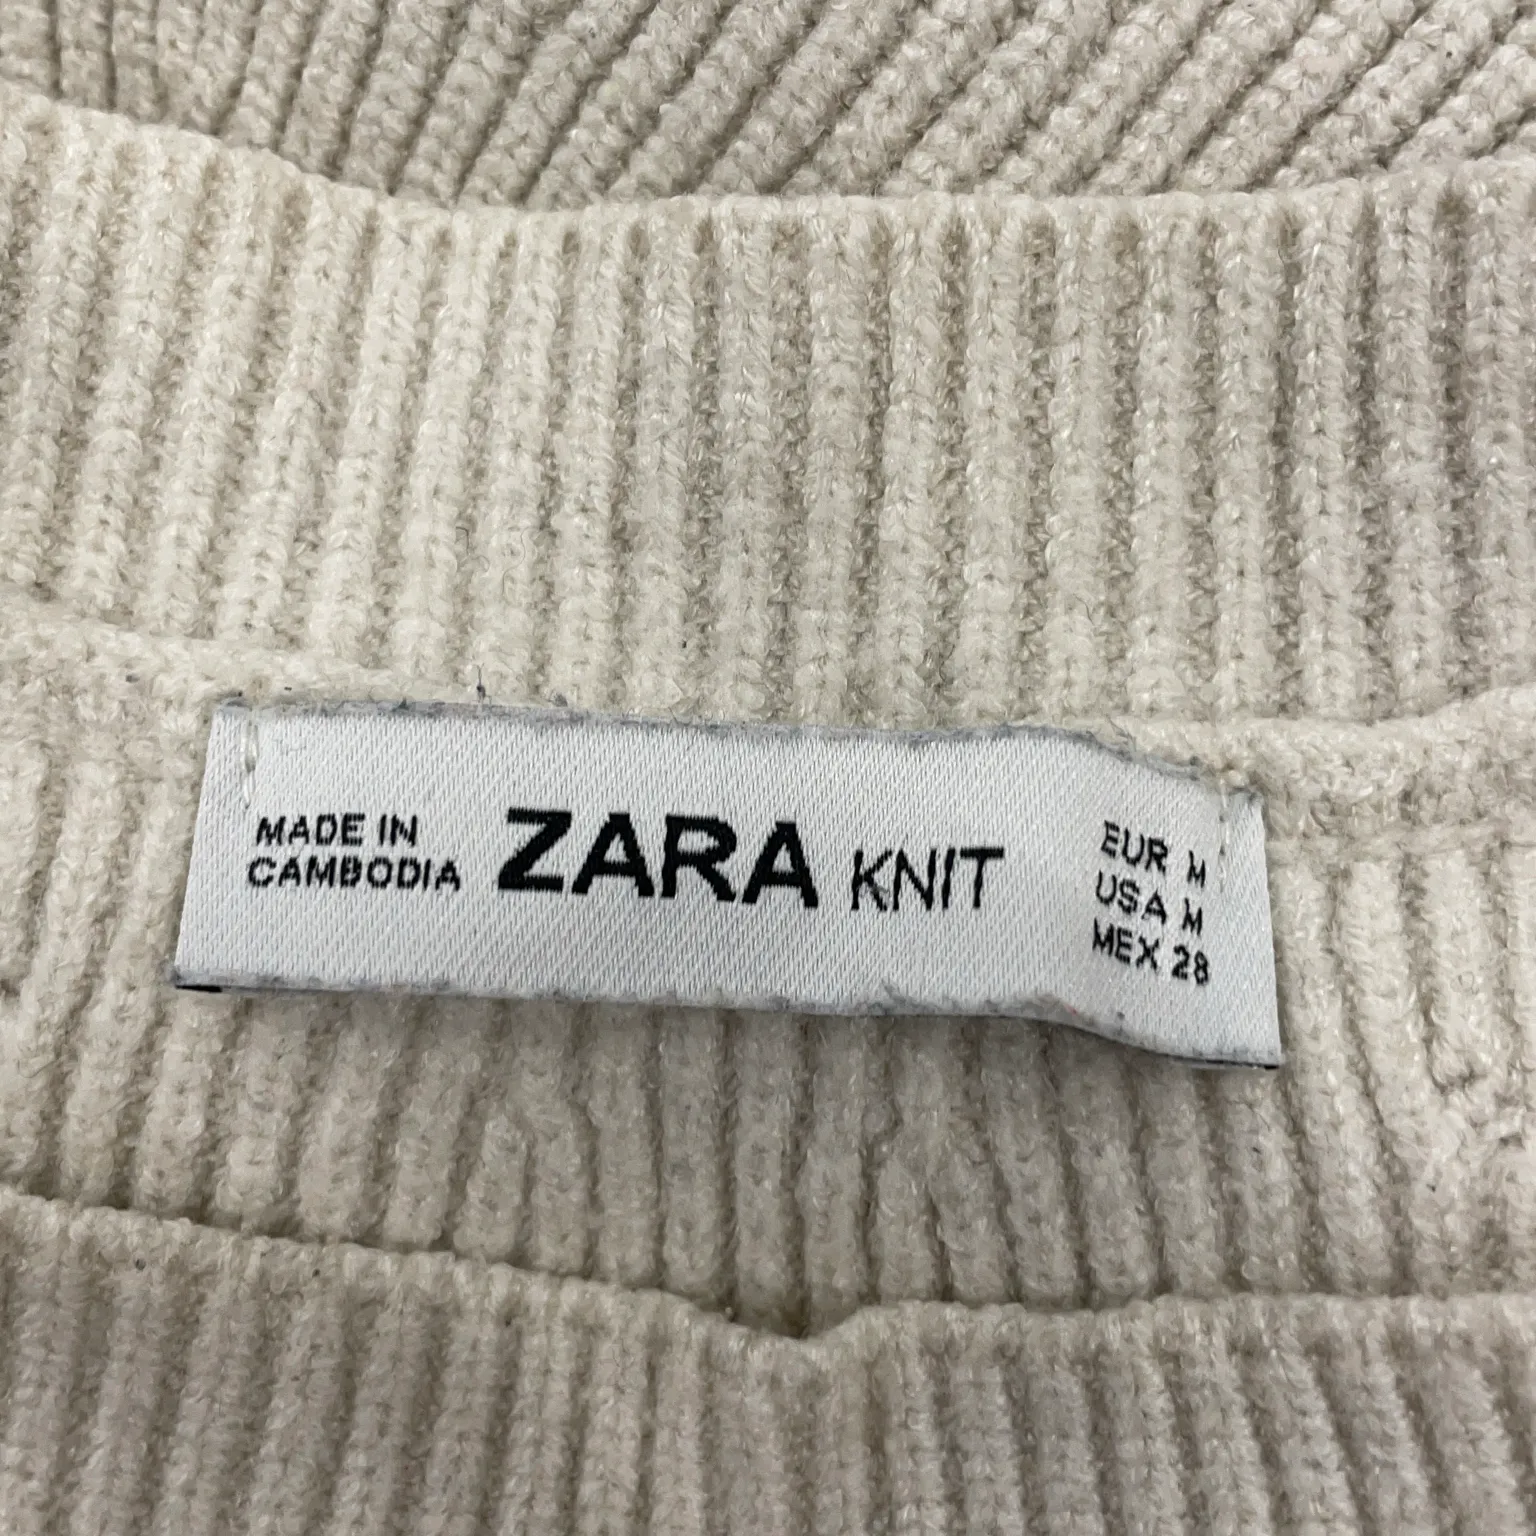 MADE IN
CAMBODIA
ZARA KNIT
EUR M
USA M
MEX 28